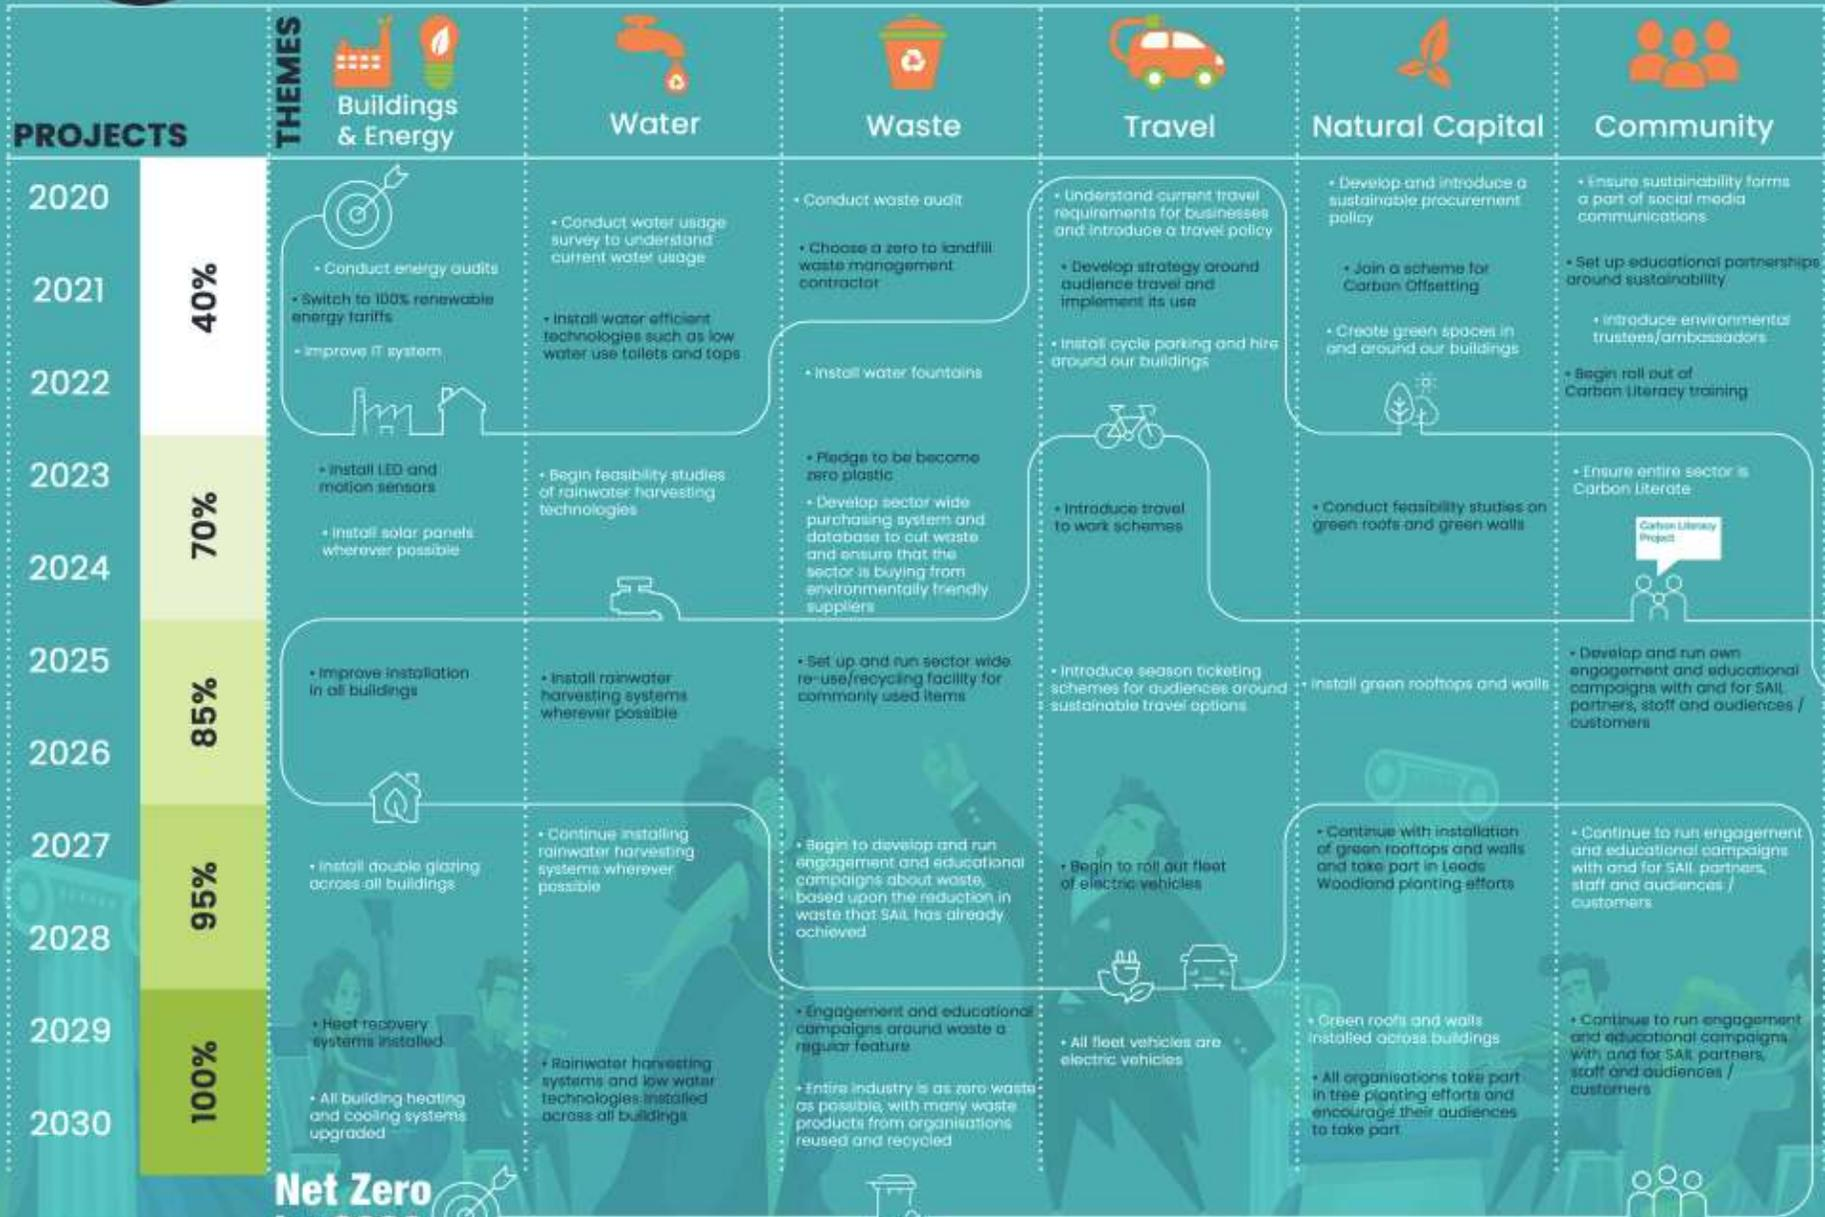 PROJECTS
THEMES
Buildings
& Energy
Water
Waste
Travel
Natural Capital
Community
2020
2021
2022
40%
• Conduct energy audits
• Switch to 100% renewable
energy tariffs
• Improve IT system
• Conduct water usage
survey to understand
current water usage
• Install water efficient
technologies such as low
water use toilets and taps
• Conduct waste audit
• Choose a zero to landfill
waste management
contractor
• Install water fountains
• Understand current travel
requirements for businesses
and introduce a travel policy
• Develop strategy around
audience travel and
implement its use
• Install cycle parking and hire
around our buildings
• Develop and introduce a
sustainable procurement
policy
• Join a scheme for
Carbon Offsetting
• Create green spaces in
and around our buildings
• Ensure sustainability forms
a part of social media
communications
• Set up educational partnerships
around sustainability
• Introduce environmental
trustees/ambassadors
• Begin roll out of
Carbon Literacy training
2023
2024
70%
• Install LED and
motion sensors
• Install solar panels
wherever possible
• Begin feasibility studies
of rainwater harvesting
technologies
• Pledge to be become
zero plastic
• Develop sector wide
purchasing system and
database to cut waste
and ensure that the
sector is buying from
environmentally friendly
suppliers
• Introduce travel
to work schemes
• Conduct feasibility studies on
green roofs and green walls
• Ensure entire sector is
Carbon Literate
Carbon Literacy
Project
2025
2026
85%
• Improve installation
in all buildings
• Install rainwater
harvesting systems
wherever possible
• Set up and run sector wide
re-use/recycling facility for
commonly used items
• Introduce season ticketing
schemes for audiences around
sustainable travel options
• Install green rooftops and walls
• Develop and run own
engagement and educational
campaigns with and for SAIL
partners, staff and audiences /
customers
2027
2028
95%
• Install double glazing
across all buildings
• Continue installing
rainwater harvesting
systems wherever
possible
• Begin to develop and run
engagement and educational
campaigns about waste,
based upon the reduction in
waste that SAIL has already
achieved
• Begin to roll out fleet
of electric vehicles
• Continue with installation
of green rooftops and walls
and take part in Leeds
Woodland planting efforts
• Continue to run engagement
and educational campaigns
with and for SAIL partners,
staff and audiences /
customers
2029
2030
100%
• Heat recovery
systems installed
• All building heating
and cooling systems
upgraded
• Rainwater harvesting
systems and low water
technologies installed
across all buildings
• Engagement and educational
campaigns around waste a
regular feature
• Entire industry is as zero waste
as possible, with many waste
products from organisations
reused and recycled
• All fleet vehicles are
electric vehicles
• Green roofs and walls
installed across buildings
• All organisations take part
in tree planting efforts and
encourage their audiences
to take part
• Continue to run engagement
and educational campaigns
with and for SAIL partners,
staff and audiences /
customers
Net Zero